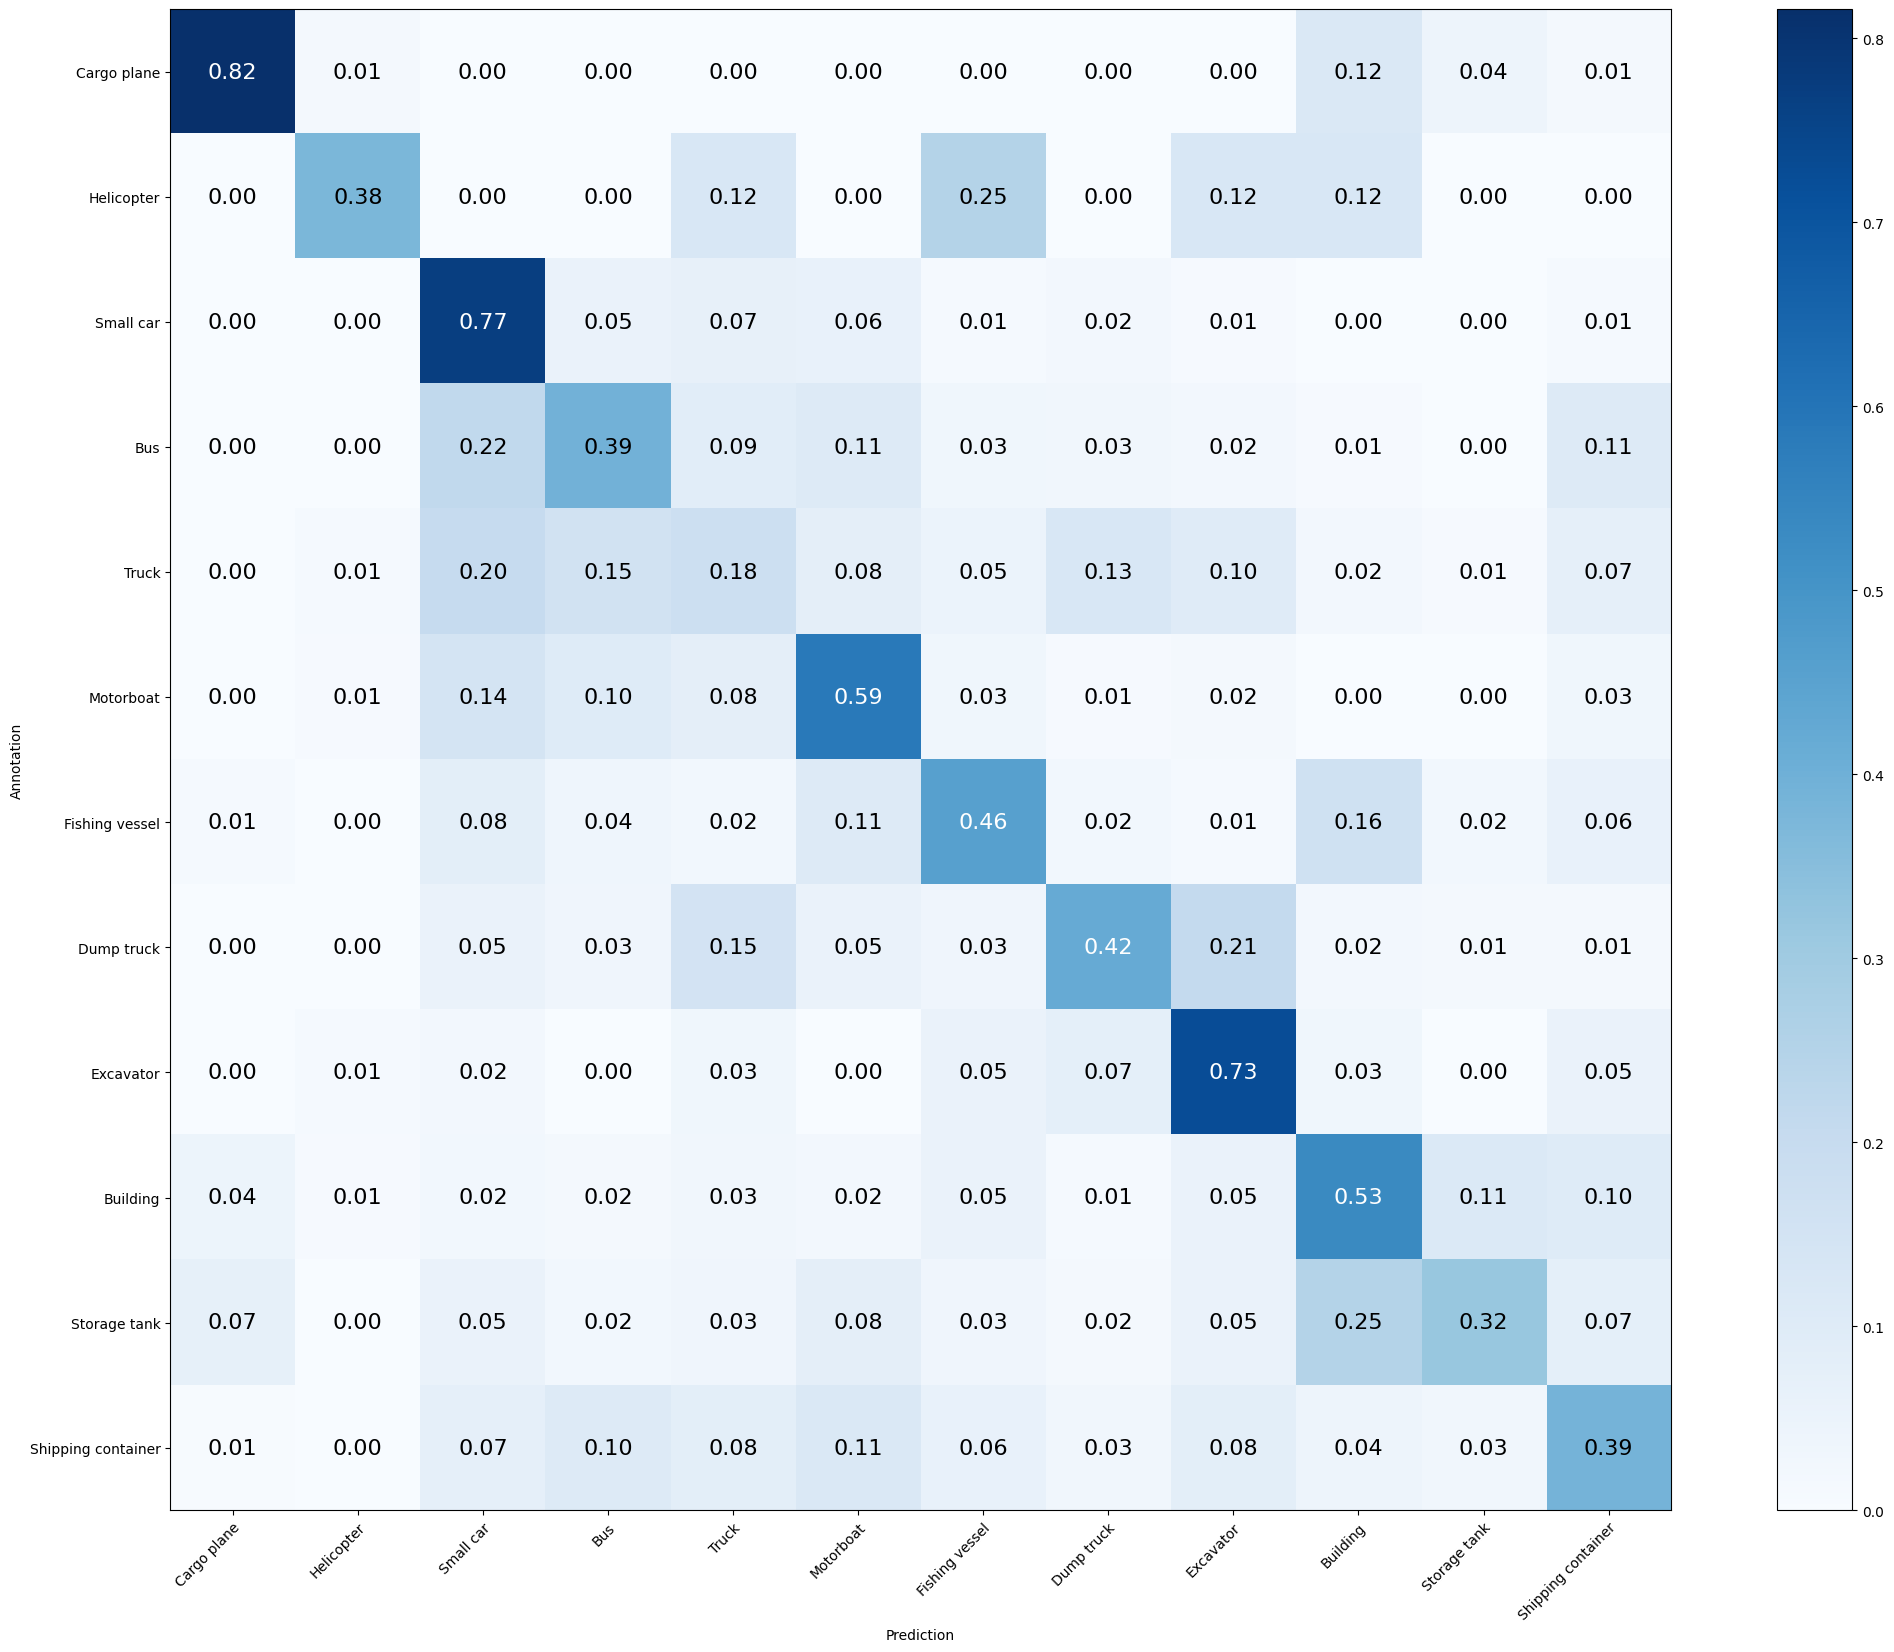 Cargo plane 0.82 0.01 0.00 0.00 0.00 0.00 0.00 0.00 0.00 0.12 0.04 0.01
Helicopter 0.00 0.38 0.00 0.00 0.12 0.00 0.25 0.00 0.12 0.12 0.00 0.00
Small car 0.00 0.00 0.77 0.05 0.07 0.06 0.01 0.02 0.01 0.00 0.00 0.01
Bus 0.00 0.00 0.22 0.39 0.09 0.11 0.03 0.03 0.02 0.01 0.00 0.11
Truck 0.00 0.01 0.20 0.15 0.18 0.08 0.05 0.13 0.10 0.02 0.01 0.07
Motorboat 0.00 0.01 0.14 0.10 0.08 0.59 0.03 0.01 0.02 0.00 0.00 0.03
Fishing vessel 0.01 0.00 0.08 0.04 0.02 0.11 0.46 0.02 0.01 0.16 0.02 0.06
Dump truck 0.00 0.00 0.05 0.03 0.15 0.05 0.03 0.42 0.21 0.02 0.01 0.01
Excavator 0.00 0.01 0.02 0.00 0.03 0.00 0.05 0.07 0.73 0.03 0.00 0.05
Building 0.04 0.01 0.02 0.02 0.03 0.02 0.05 0.01 0.05 0.53 0.11 0.10
Storage tank 0.07 0.00 0.05 0.02 0.03 0.08 0.03 0.02 0.05 0.25 0.32 0.07
Shipping container 0.01 0.00 0.07 0.10 0.08 0.11 0.06 0.03 0.08 0.04 0.03 0.39
Annotation
Cargo plane
Helicopter
Small car
Bus
Truck
Motorboat
Fishing vessel
Dump truck
Excavator
Building
Storage tank
Shipping container
Prediction
0.8
0.7
0.6
0.5
0.4
0.3
0.2
0.1
0.0